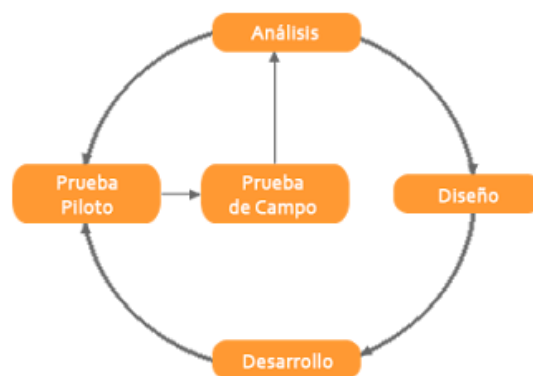 Análisis
Prueba
Piloto
Prueba
de Campo
Diseño
Desarrollo